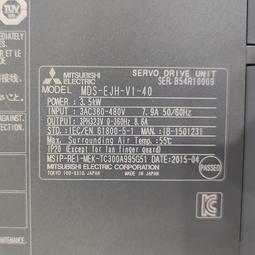 MITSUBISHI ELECTRIC
SERVO DRIVE UNIT
SER. B54R10009
MODEL MDS-EJH-V1-40
POWER : 3.5kW
INPUT : 3AC380-480V 7.9A 50/60Hz
OUTPUT: 3PH323V 0-360Hz 8.6A
STD.:IEC/EN 61800-5-1 MAN.:IB-1501231
Max. Surrounding Air Temp.:55℃
IP20 (Except for fan finger guard)
MSIP-REI-MEK-TC300A995G51 DATE:2015-04
MITSUBISHI ELECTRIC CORPORATION
TOKYO 100-8310, JAPAN MADE IN JAPAN
PASSED
TÜV